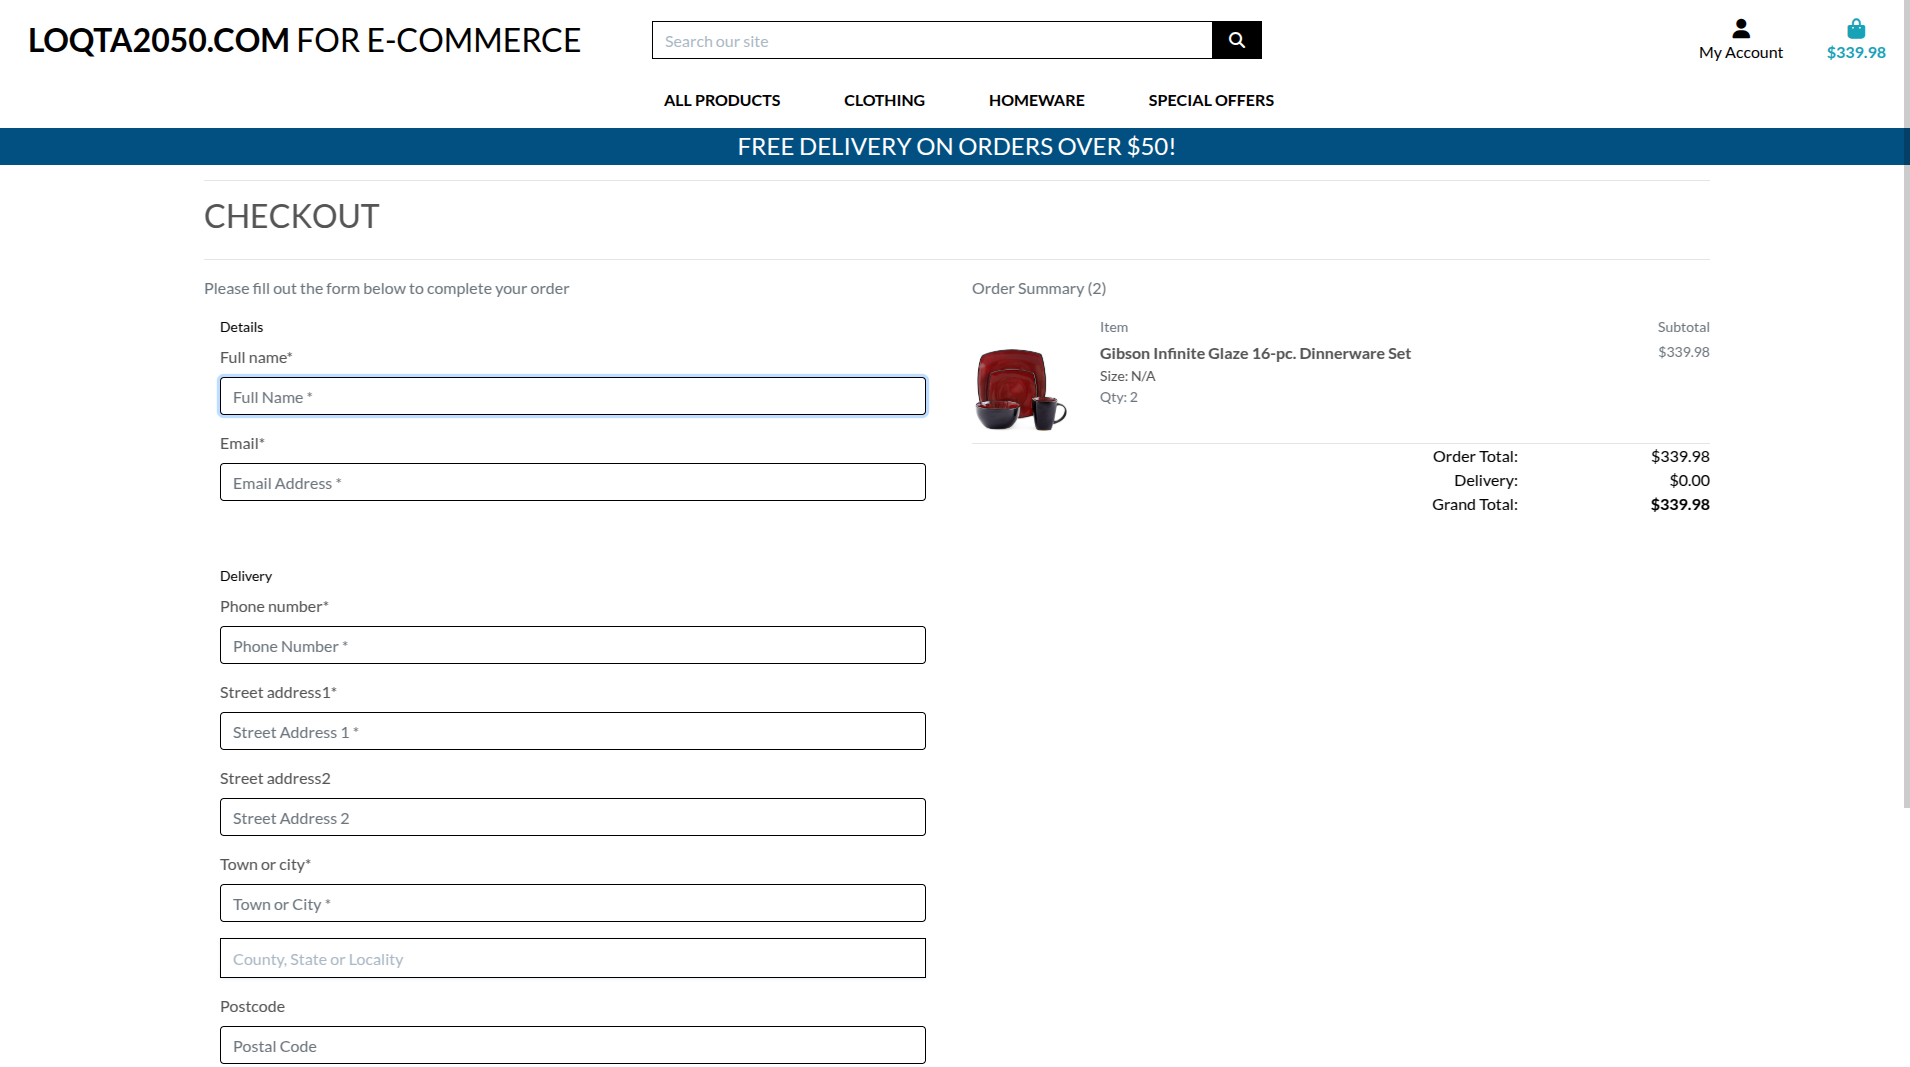 LOQTA2050.COM FOR E-COMMERCE
Search our site
My Account
$339.98
ALL PRODUCTS
CLOTHING
HOMEWARE
SPECIAL OFFERS
FREE DELIVERY ON ORDERS OVER $50!
CHECKOUT
Please fill out the form below to complete your order
Details
Full name*
Full Name *
Email*
Email Address *
Delivery
Phone number*
Phone Number *
Street address1*
Street Address 1 *
Street address2
Street Address 2
Town or city*
Town or City *
County, State or Locality
Postcode
Postal Code
Order Summary (2)
Item Subtotal
Gibson Infinite Glaze 16-pc. Dinnerware Set $339.98
Size: N/A
Qty: 2
Order Total: $339.98
Delivery: $0.00
Grand Total: $339.98